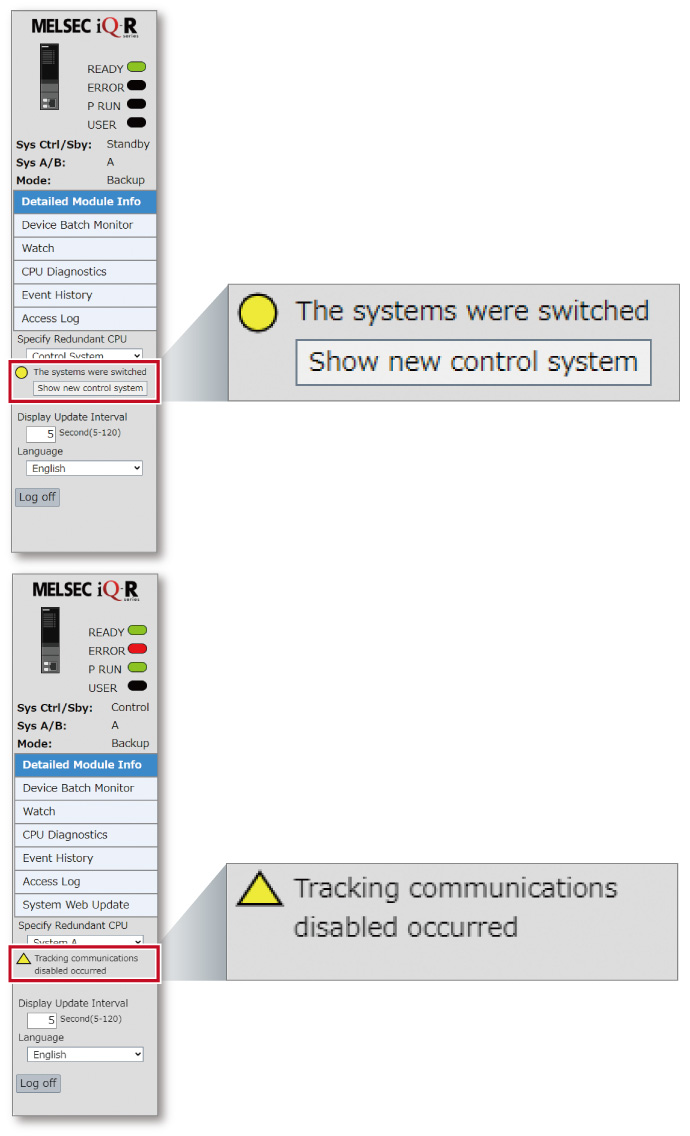 MELSEC iQ-R
series
READY
ERROR
P RUN
USER
Sys Ctrl/Sby: Standby
Sys A/B: A
Mode: Backup
Detailed Module Info
Device Batch Monitor
Watch
CPU Diagnostics
Event History
Access Log
Specify Redundant CPU
Control System
The systems were switched
Show new control system
Display Update Interval
5 Second(5-120)
Language
English
Log off
The systems were switched
Show new control system
MELSEC iQ-R
series
READY
ERROR
P RUN
USER
Sys Ctrl/Sby: Control
Sys A/B: A
Mode: Backup
Detailed Module Info
Device Batch Monitor
Watch
CPU Diagnostics
Event History
Access Log
System Web Update
Specify Redundant CPU
System A
Tracking communications
disabled occurred
Display Update Interval
5 Second(5-120)
Language
English
Log off
Tracking communications
disabled occurred